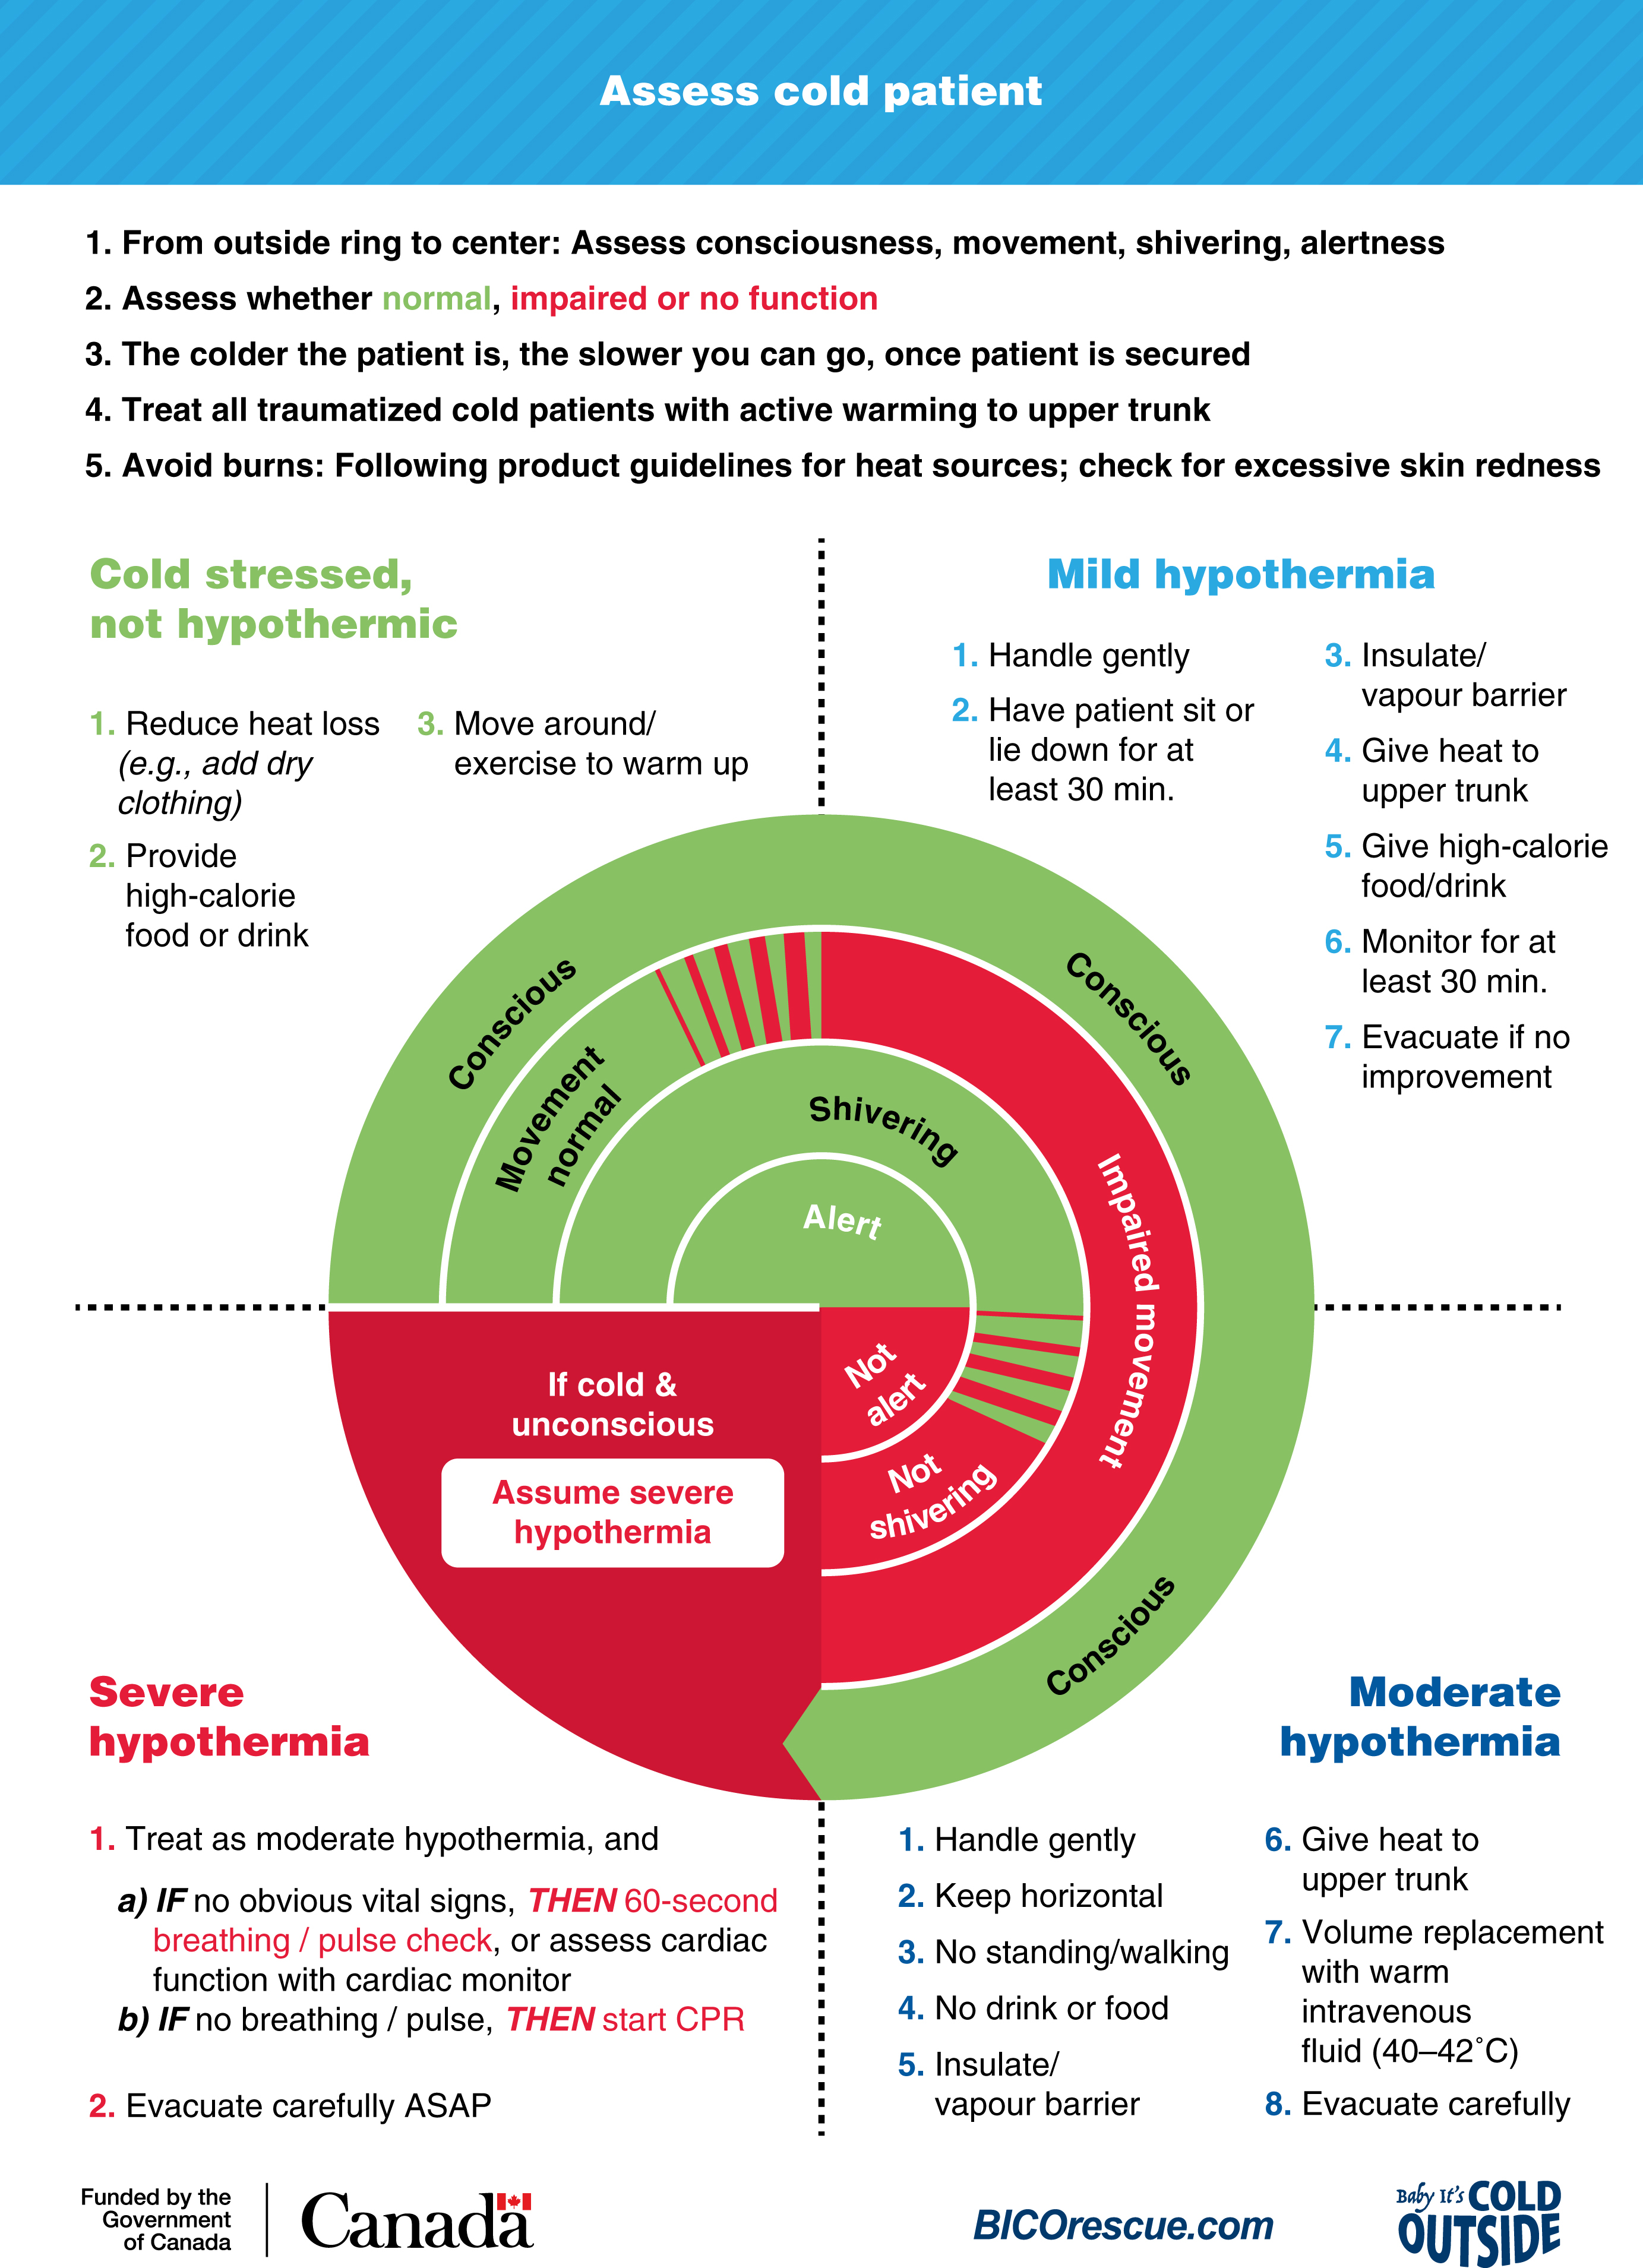 Assess cold patient
1. From outside ring to center: Assess consciousness, movement, shivering, alertness
2. Assess whether normal, impaired or no function
3. The colder the patient is, the slower you can go, once patient is secured
4. Treat all traumatized cold patients with active warming to upper trunk
5. Avoid burns: Following product guidelines for heat sources; check for excessive skin redness
Cold stressed,
not hypothermic
1. Reduce heat loss
(e.g., add dry
clothing)
2. Provide
high-calorie
food or drink
3. Move around/
exercise to warm up
Mild hypothermia
1. Handle gently
2. Have patient sit or
lie down for at
least 30 min.
3. Insulate/
vapour barrier
4. Give heat to
upper trunk
5. Give high-calorie
food/drink
6. Monitor for at
least 30 min.
7. Evacuate if no
improvement
Conscious
Movement
normal
Shivering
Alert
Conscious
Impaired movement
Not
alert
Not
shivering
Conscious
If cold &
unconscious
Assume severe
hypothermia
Severe
hypothermia
1. Treat as moderate hypothermia, and
a) IF no obvious vital signs, THEN 60-second
breathing / pulse check, or assess cardiac
function with cardiac monitor
b) IF no breathing / pulse, THEN start CPR
2. Evacuate carefully ASAP
Moderate
hypothermia
1. Handle gently
2. Keep horizontal
3. No standing/walking
4. No drink or food
5. Insulate/
vapour barrier
6. Give heat to
upper trunk
7. Volume replacement
with warm
intravenous
fluid (40–42˚C)
8. Evacuate carefully
Funded by the
Government
of Canada
Canada
BICOrescue.com
Baby It's COLD
OUTSIDE